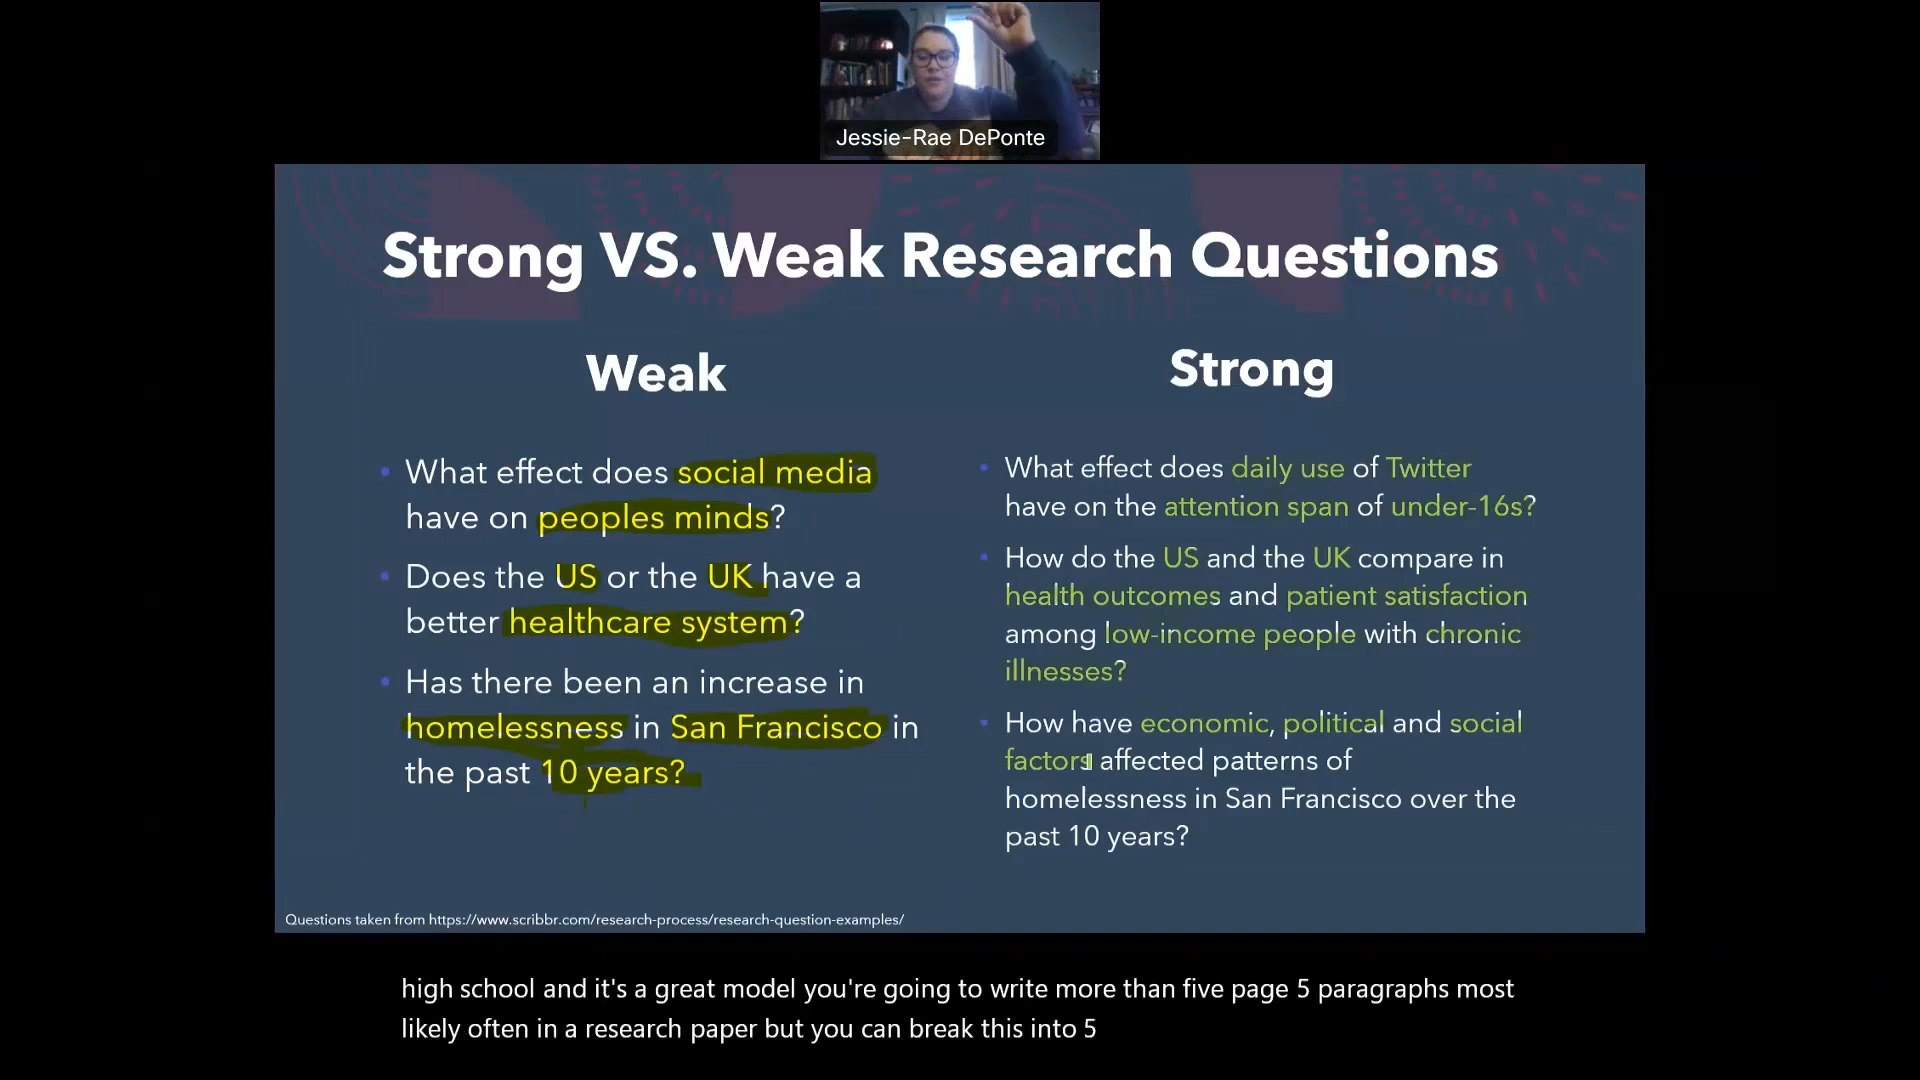 Jessie-Rae DePonte
Strong VS. Weak Research Questions
Weak
What effect does social media
have on peoples minds?
Does the US or the UK have a
better healthcare system?
Has there been an increase in
homelessness in San Francisco in
the past 10 years?
Strong
What effect does daily use of Twitter
have on the attention span of under-16s?
How do the US and the UK compare in
health outcomes and patient satisfaction
among low-income people with chronic
illnesses?
How have economic, political and social
factors affected patterns of
homelessness in San Francisco over the
past 10 years?
Questions taken from https://www.scribbr.com/research-process/research-question-examples/
high school and it's a great model you're going to write more than five page 5 paragraphs most
likely often in a research paper but you can break this into 5